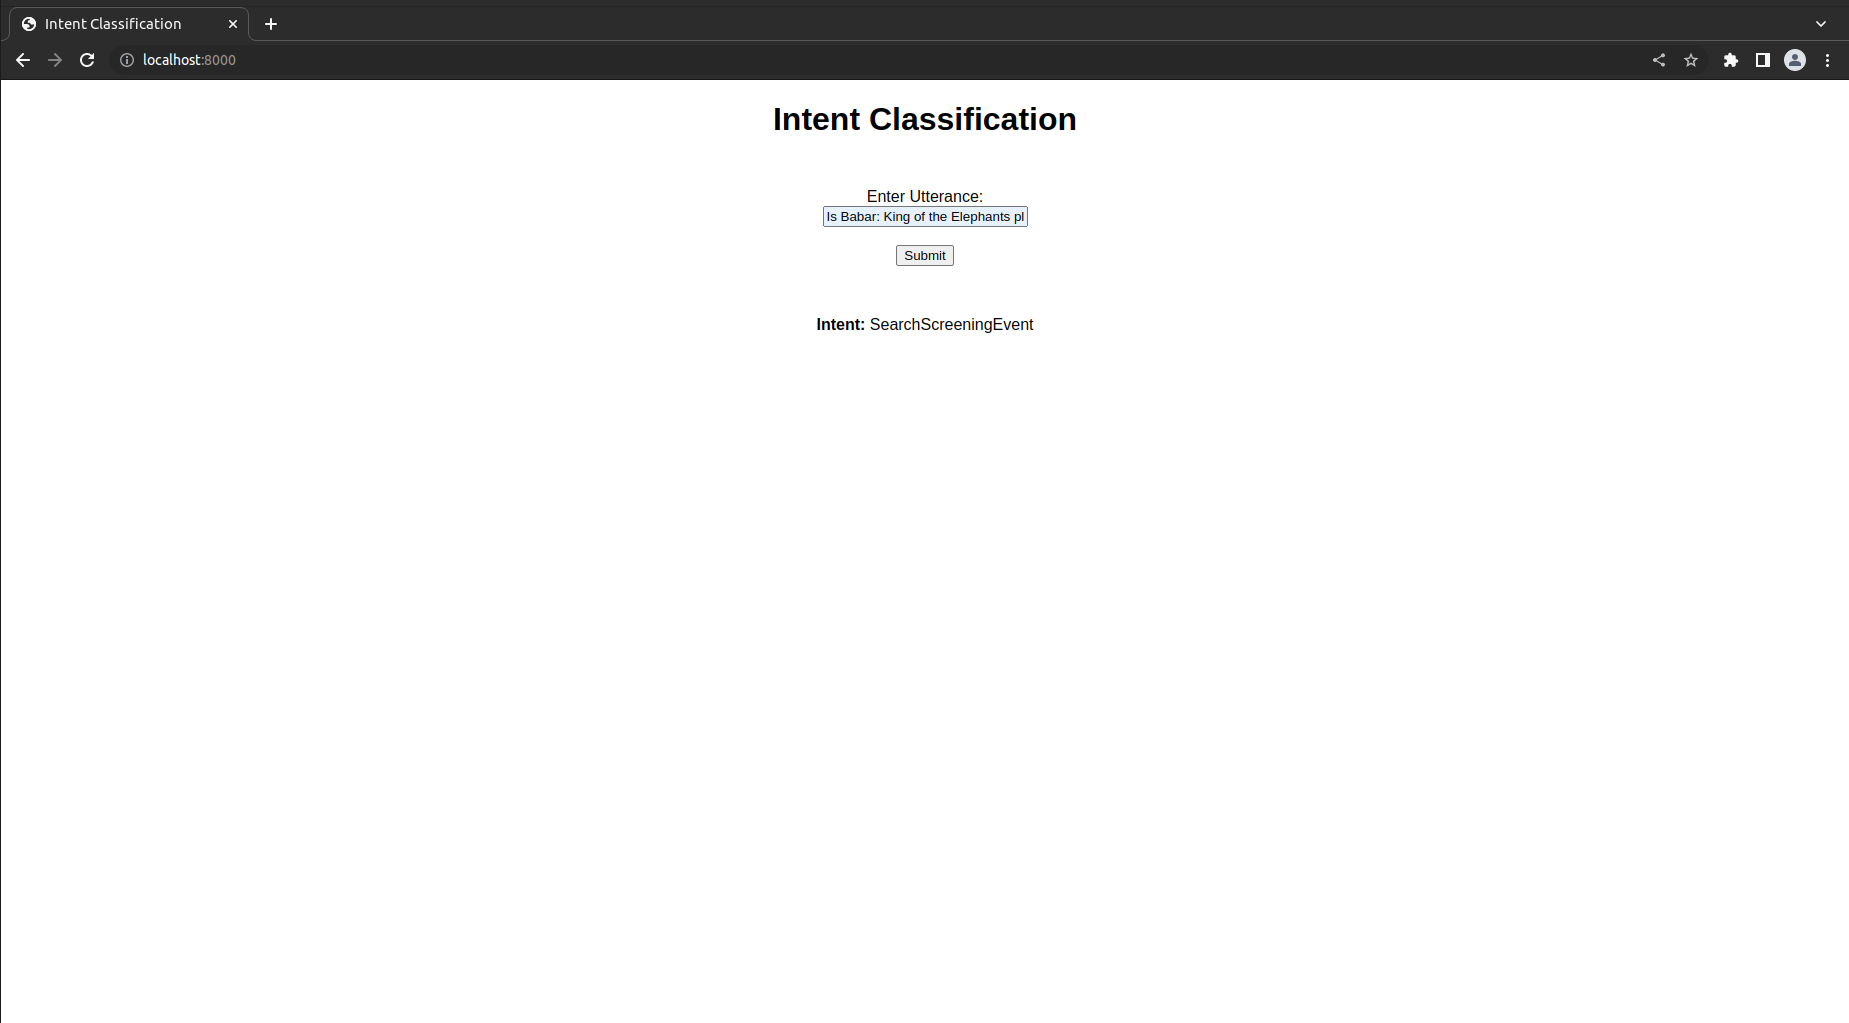 Intent Classification
localhost:8000
Intent Classification
Enter Utterance:
Is Babar: King of the Elephants pl
Submit
Intent: SearchScreeningEvent